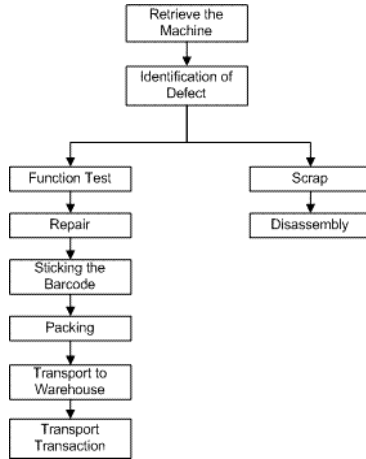 Retrieve the
Machine
Identification of
Defect
Function Test
Scrap
Repair
Disassembly
Sticking the
Barcode
Packing
Transport to
Warehouse
Transport
Transaction